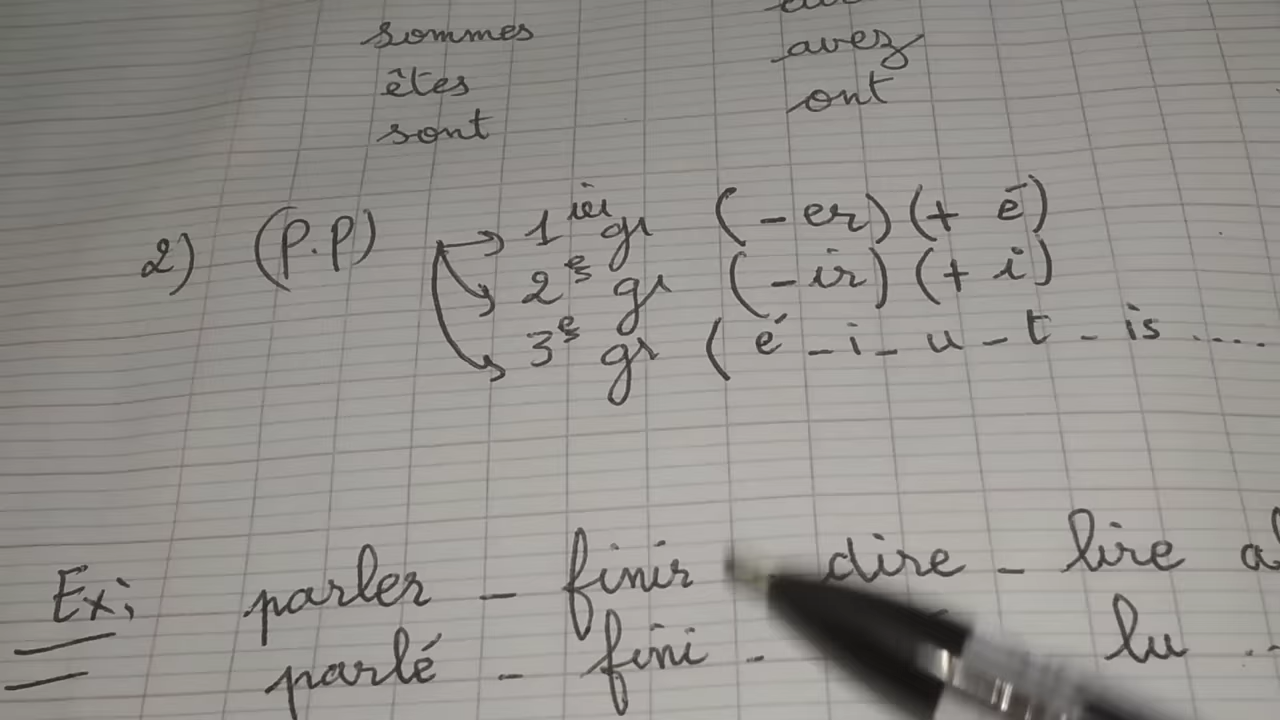 sommes avez
êtes ont
sont
2) (P.P) → 1ier gr (- er) (+ é)
→ 2e gr (- ir) (+ i)
→ 3e gr ( é - i - u - t - is ....
Ex: parler - finir dire - lire
parlé - fini - lu ..